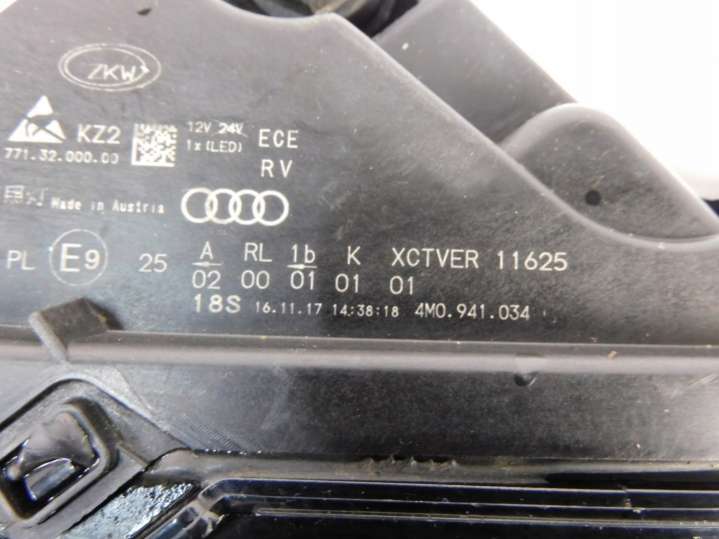 ZKW
KZ2
12V 24V
1x(LED)
ECE
771.32.000.00
RV
Made in Austria
PL E9 25 A RL 1b K XCTVER 11625
02 00 01 01 01
18S 16.11.17 14:38:18 4M0.941.034